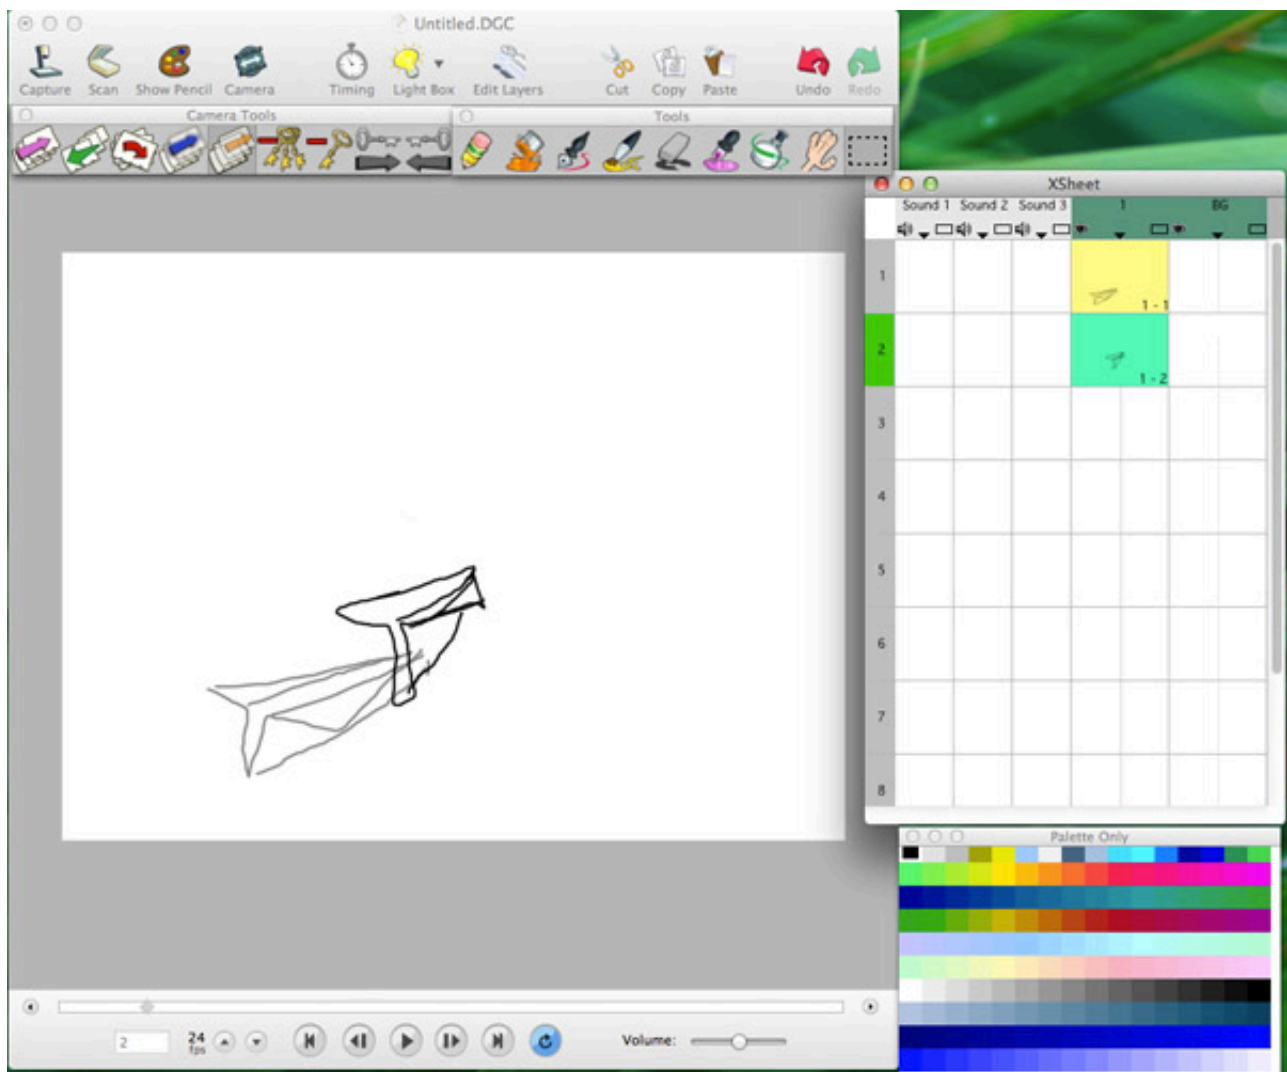 Untitled.DGC
Capture Scan Show Pencil Camera Timing Light Box Edit Layers Cut Copy Paste Undo Redo
Camera Tools Tools
XSheet
Sound 1 Sound 2 Sound 3 1 BG
1
1 - 1
2
1 - 2
3
4
5
6
7
8
Palette Only
2 24 fps Volume: